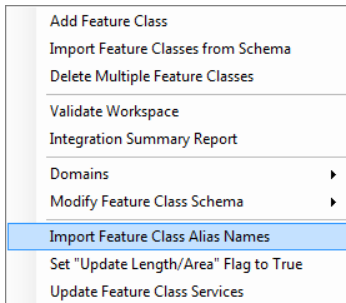 Add Feature Class
Import Feature Classes from Schema
Delete Multiple Feature Classes
Validate Workspace
Integration Summary Report
Domains
Modify Feature Class Schema
Import Feature Class Alias Names
Set "Update Length/Area" Flag to True
Update Feature Class Services